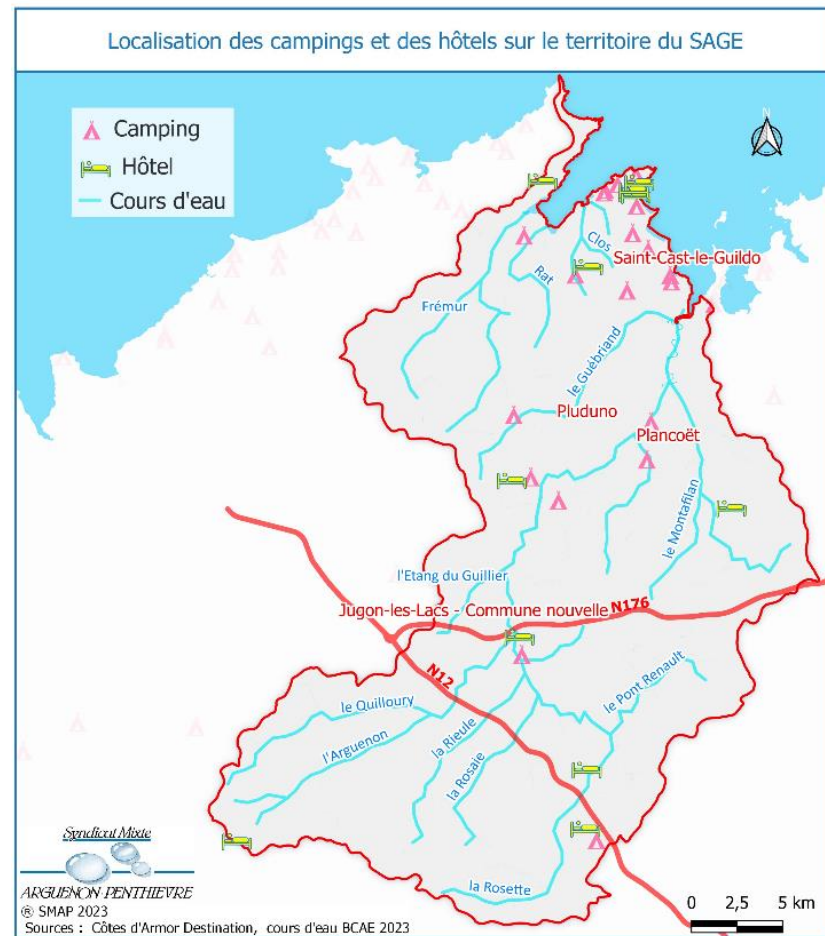 Localisation des campings et des hôtels sur le territoire du SAGE
Camping
Hôtel
Cours d'eau
N
Clos
Saint-Cast-le-Guildo
Rat
Frémur
le Guébriand
Pluduno
Plancoët
le Montafilan
l'Etang du Guillier
Jugon-les-Lacs - Commune nouvelle
N176
N12
le Pont Renault
le Quilloury
l'Arguenon
la Rieule
la Rosaie
la Rosette
Syndicat Mixte
ARGUENON-PENTHIEVRE
® SMAP 2023
Sources : Côtes d'Armor Destination, cours d'eau BCAE 2023
0 2,5 5 km